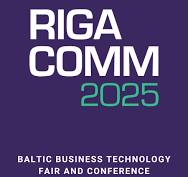 RIGA
COMM
2025
BALTIC BUSINESS TECHNOLOGY
FAIR AND CONFERENCE